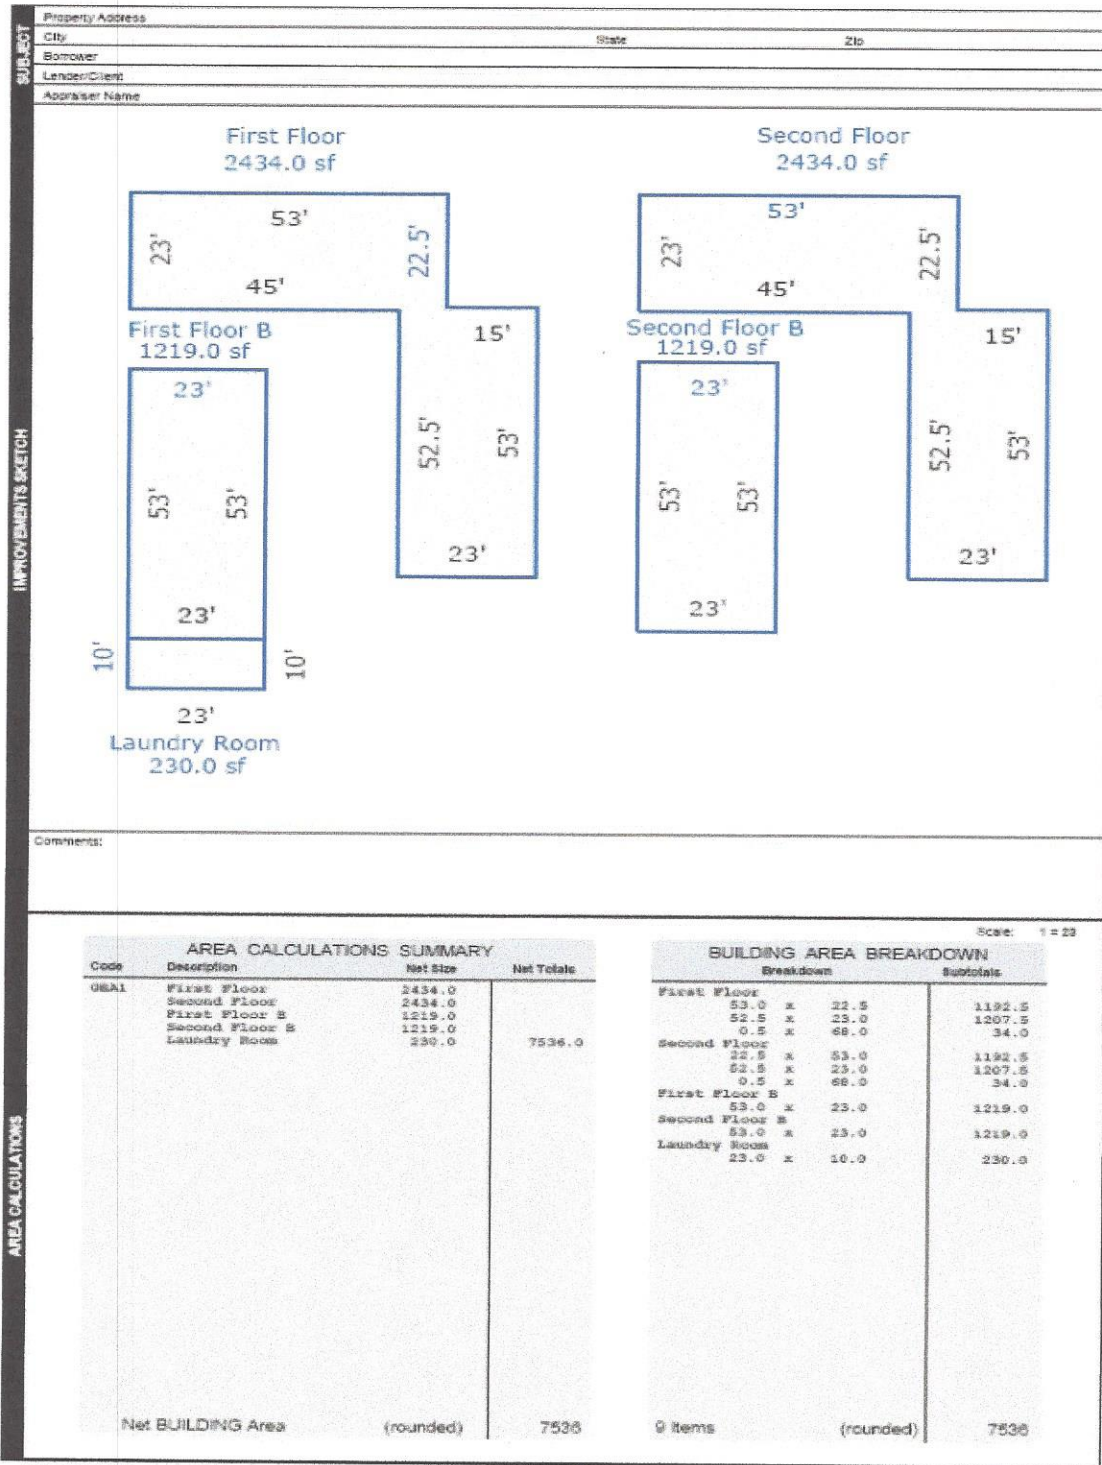 SUBJECT
Property Address
City State Zip
Borrower
Lender/Client
Appraiser Name
IMPROVEMENTS SKETCH
First Floor
2434.0 sf
53'
23'
22.5'
45'
15'
52.5'
53'
23'
First Floor B
1219.0 sf
23'
53' 53'
23'
10' 10'
23'
Laundry Room
230.0 sf
Second Floor
2434.0 sf
53'
23'
22.5'
45'
15'
52.5'
53'
23'
Second Floor B
1219.0 sf
23'
53' 53'
23'
Comments:
AREA CALCULATIONS
Scale: 1 = 23
AREA CALCULATIONS SUMMARY
Code Description Net Size Net Totals
GBA1 First Floor 2434.0
Second Floor 2434.0
First Floor B 1219.0
Second Floor B 1219.0
Laundry Room 230.0 7536.0
Net BUILDING Area (rounded) 7536
BUILDING AREA BREAKDOWN
Breakdown Subtotals
First Floor
53.0 x 22.5 1192.5
52.5 x 23.0 1207.5
0.5 x 68.0 34.0
Second Floor
22.5 x 53.0 1192.5
52.5 x 23.0 1207.5
0.5 x 68.0 34.0
First Floor B
53.0 x 23.0 1219.0
Second Floor B
53.0 x 23.0 1219.0
Laundry Room
23.0 x 10.0 230.0
9 Items (rounded) 7536